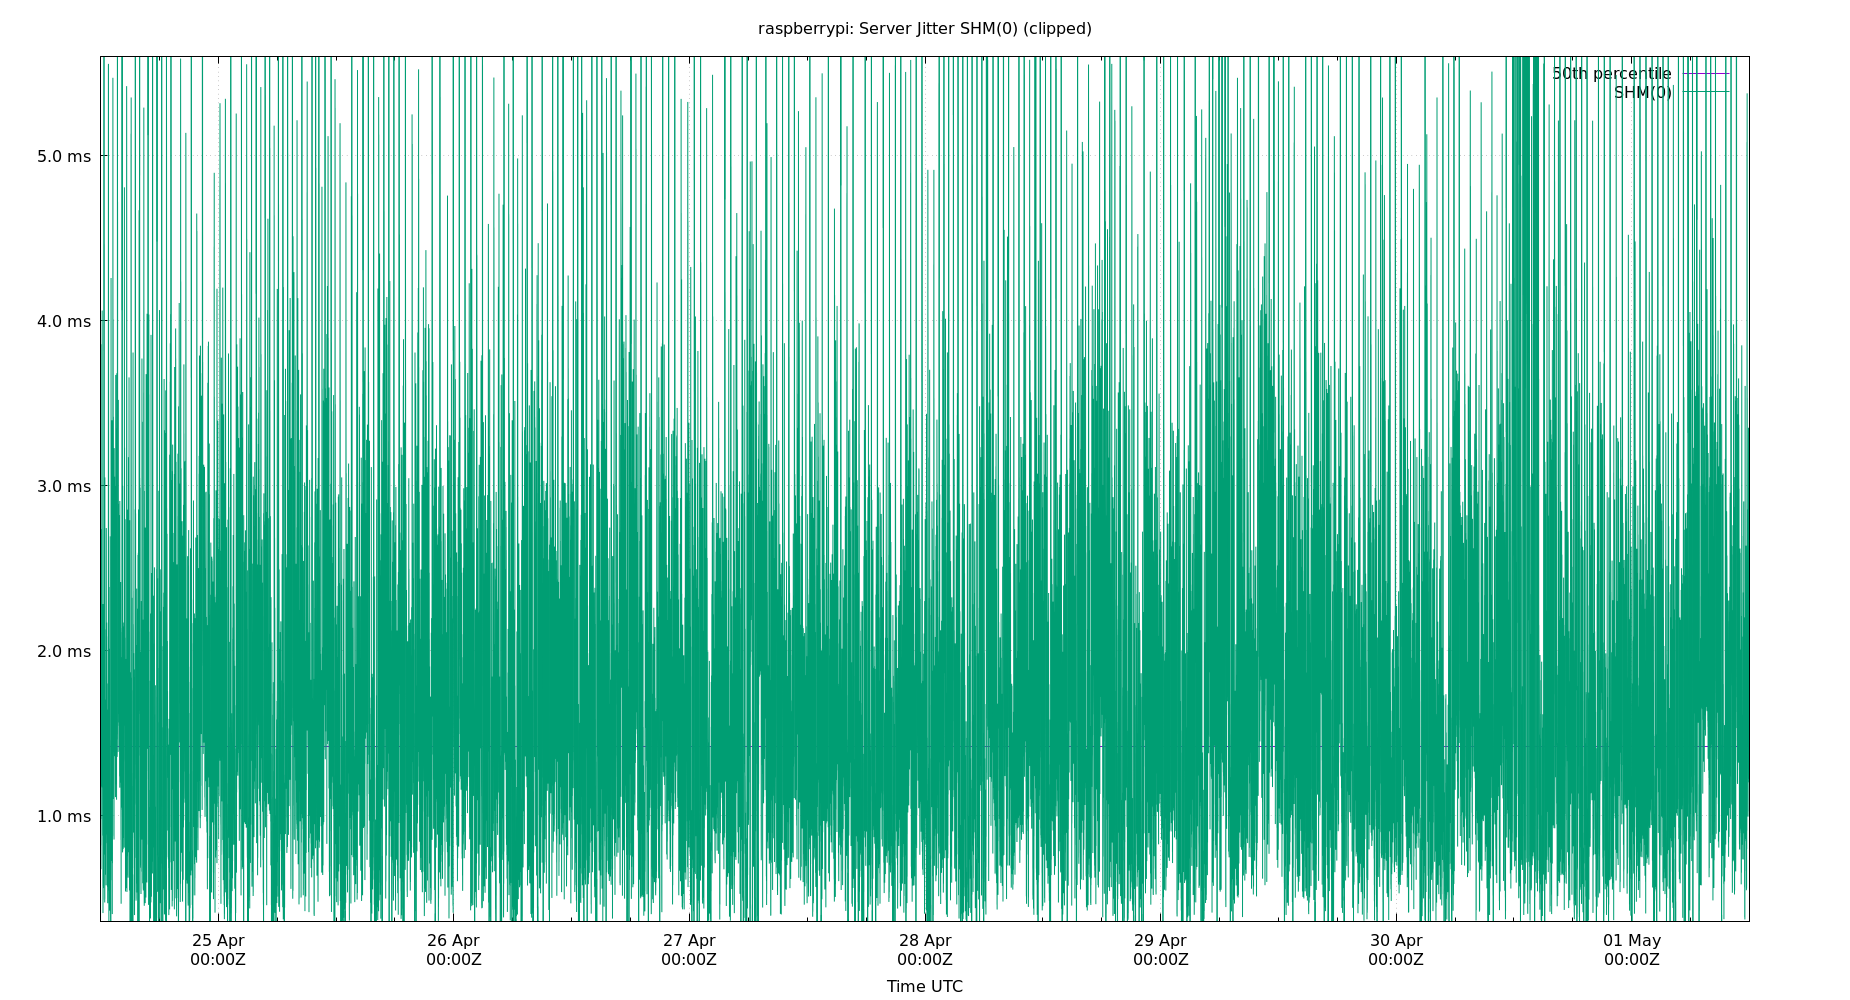 raspberrypi: Server Jitter SHM(0) (clipped)
50th percentile
SHM(0)
5.0 ms
4.0 ms
3.0 ms
2.0 ms
1.0 ms
25 Apr 26 Apr 27 Apr 28 Apr 29 Apr 30 Apr 01 May
00:00Z 00:00Z 00:00Z 00:00Z 00:00Z 00:00Z 00:00Z
Time UTC